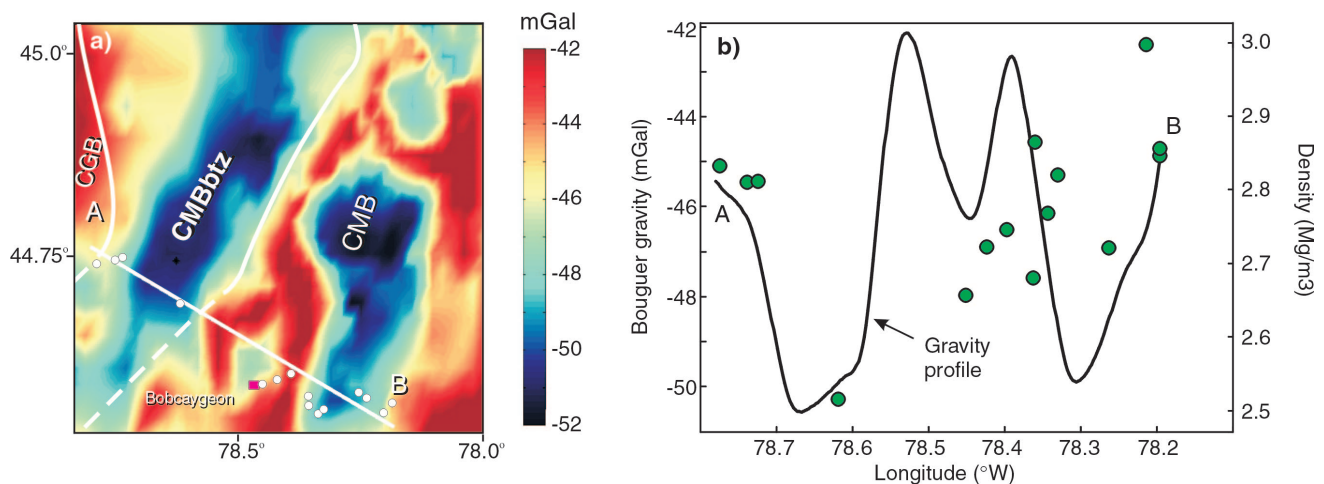 a)
mGal
45.0°
44.75°
78.5°
78.0°
CGB
A
CMBbtz
CMB
B
Bobcaygeon
-42
-44
-46
-48
-50
-52
b)
Bouguer gravity (mGal)
-42
-44
-46
-48
-50
A
B
Gravity
profile
3.0
2.9
2.8
2.7
2.6
2.5
Density (Mg/m3)
78.7
78.6
78.5
78.4
78.3
78.2
Longitude (°W)